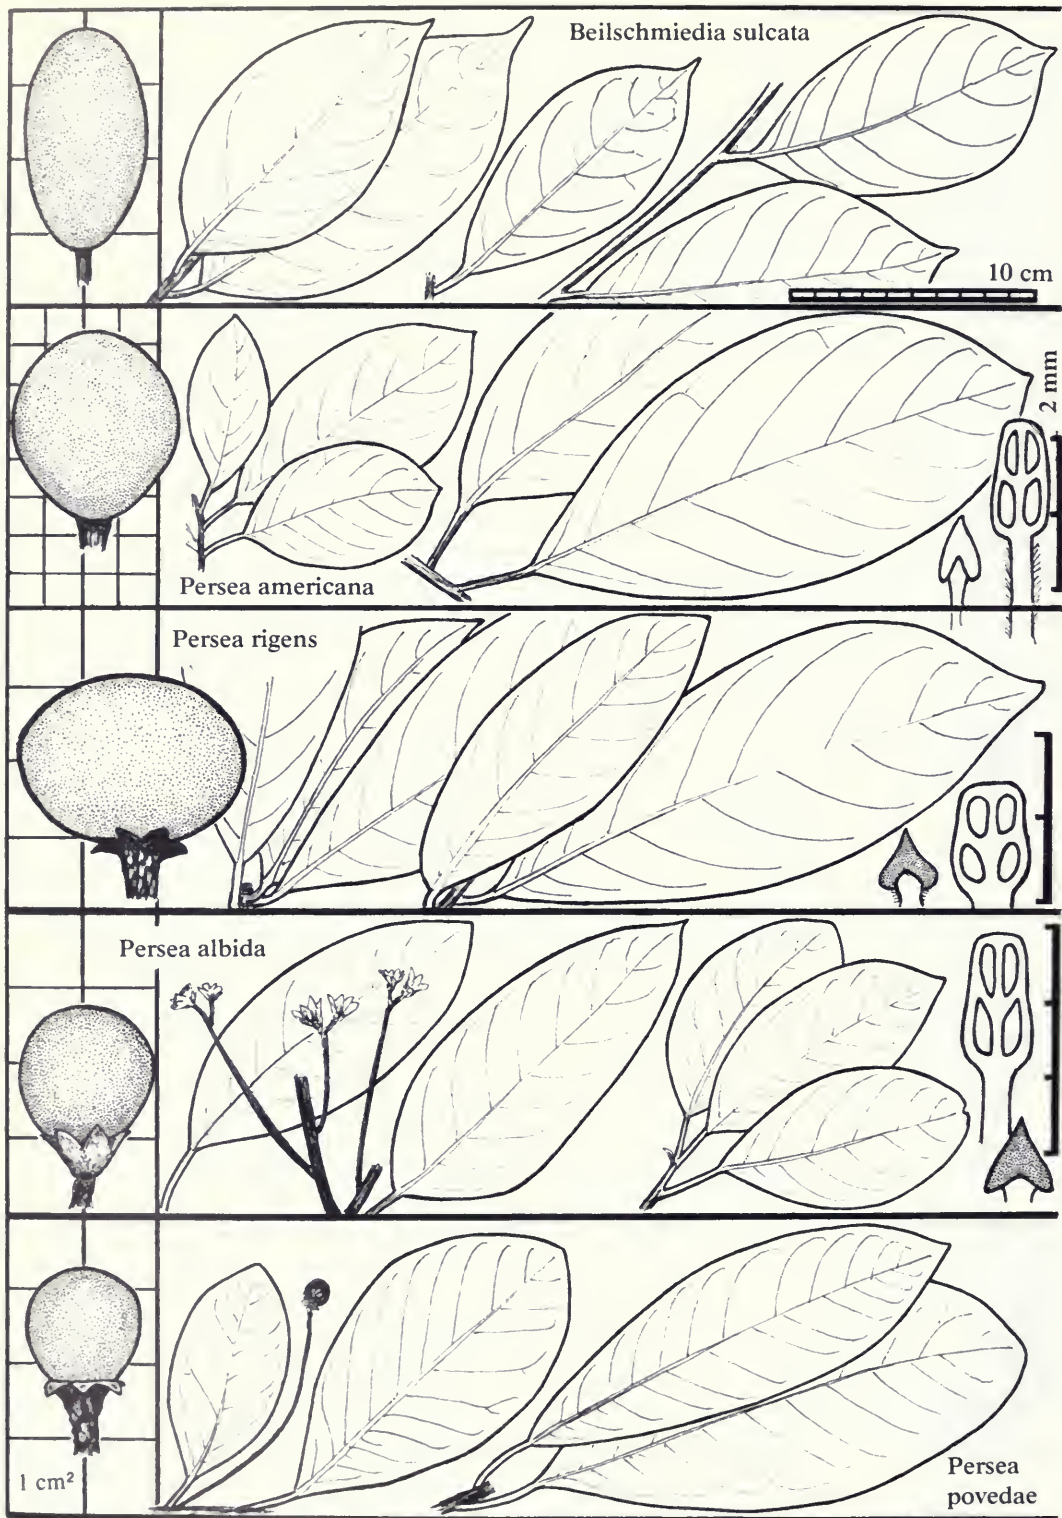 Beilschmiedia sulcata
10 cm
2 mm
Persea americana
Persea rigens
Persea albida
1 cm²
Persea
povedae